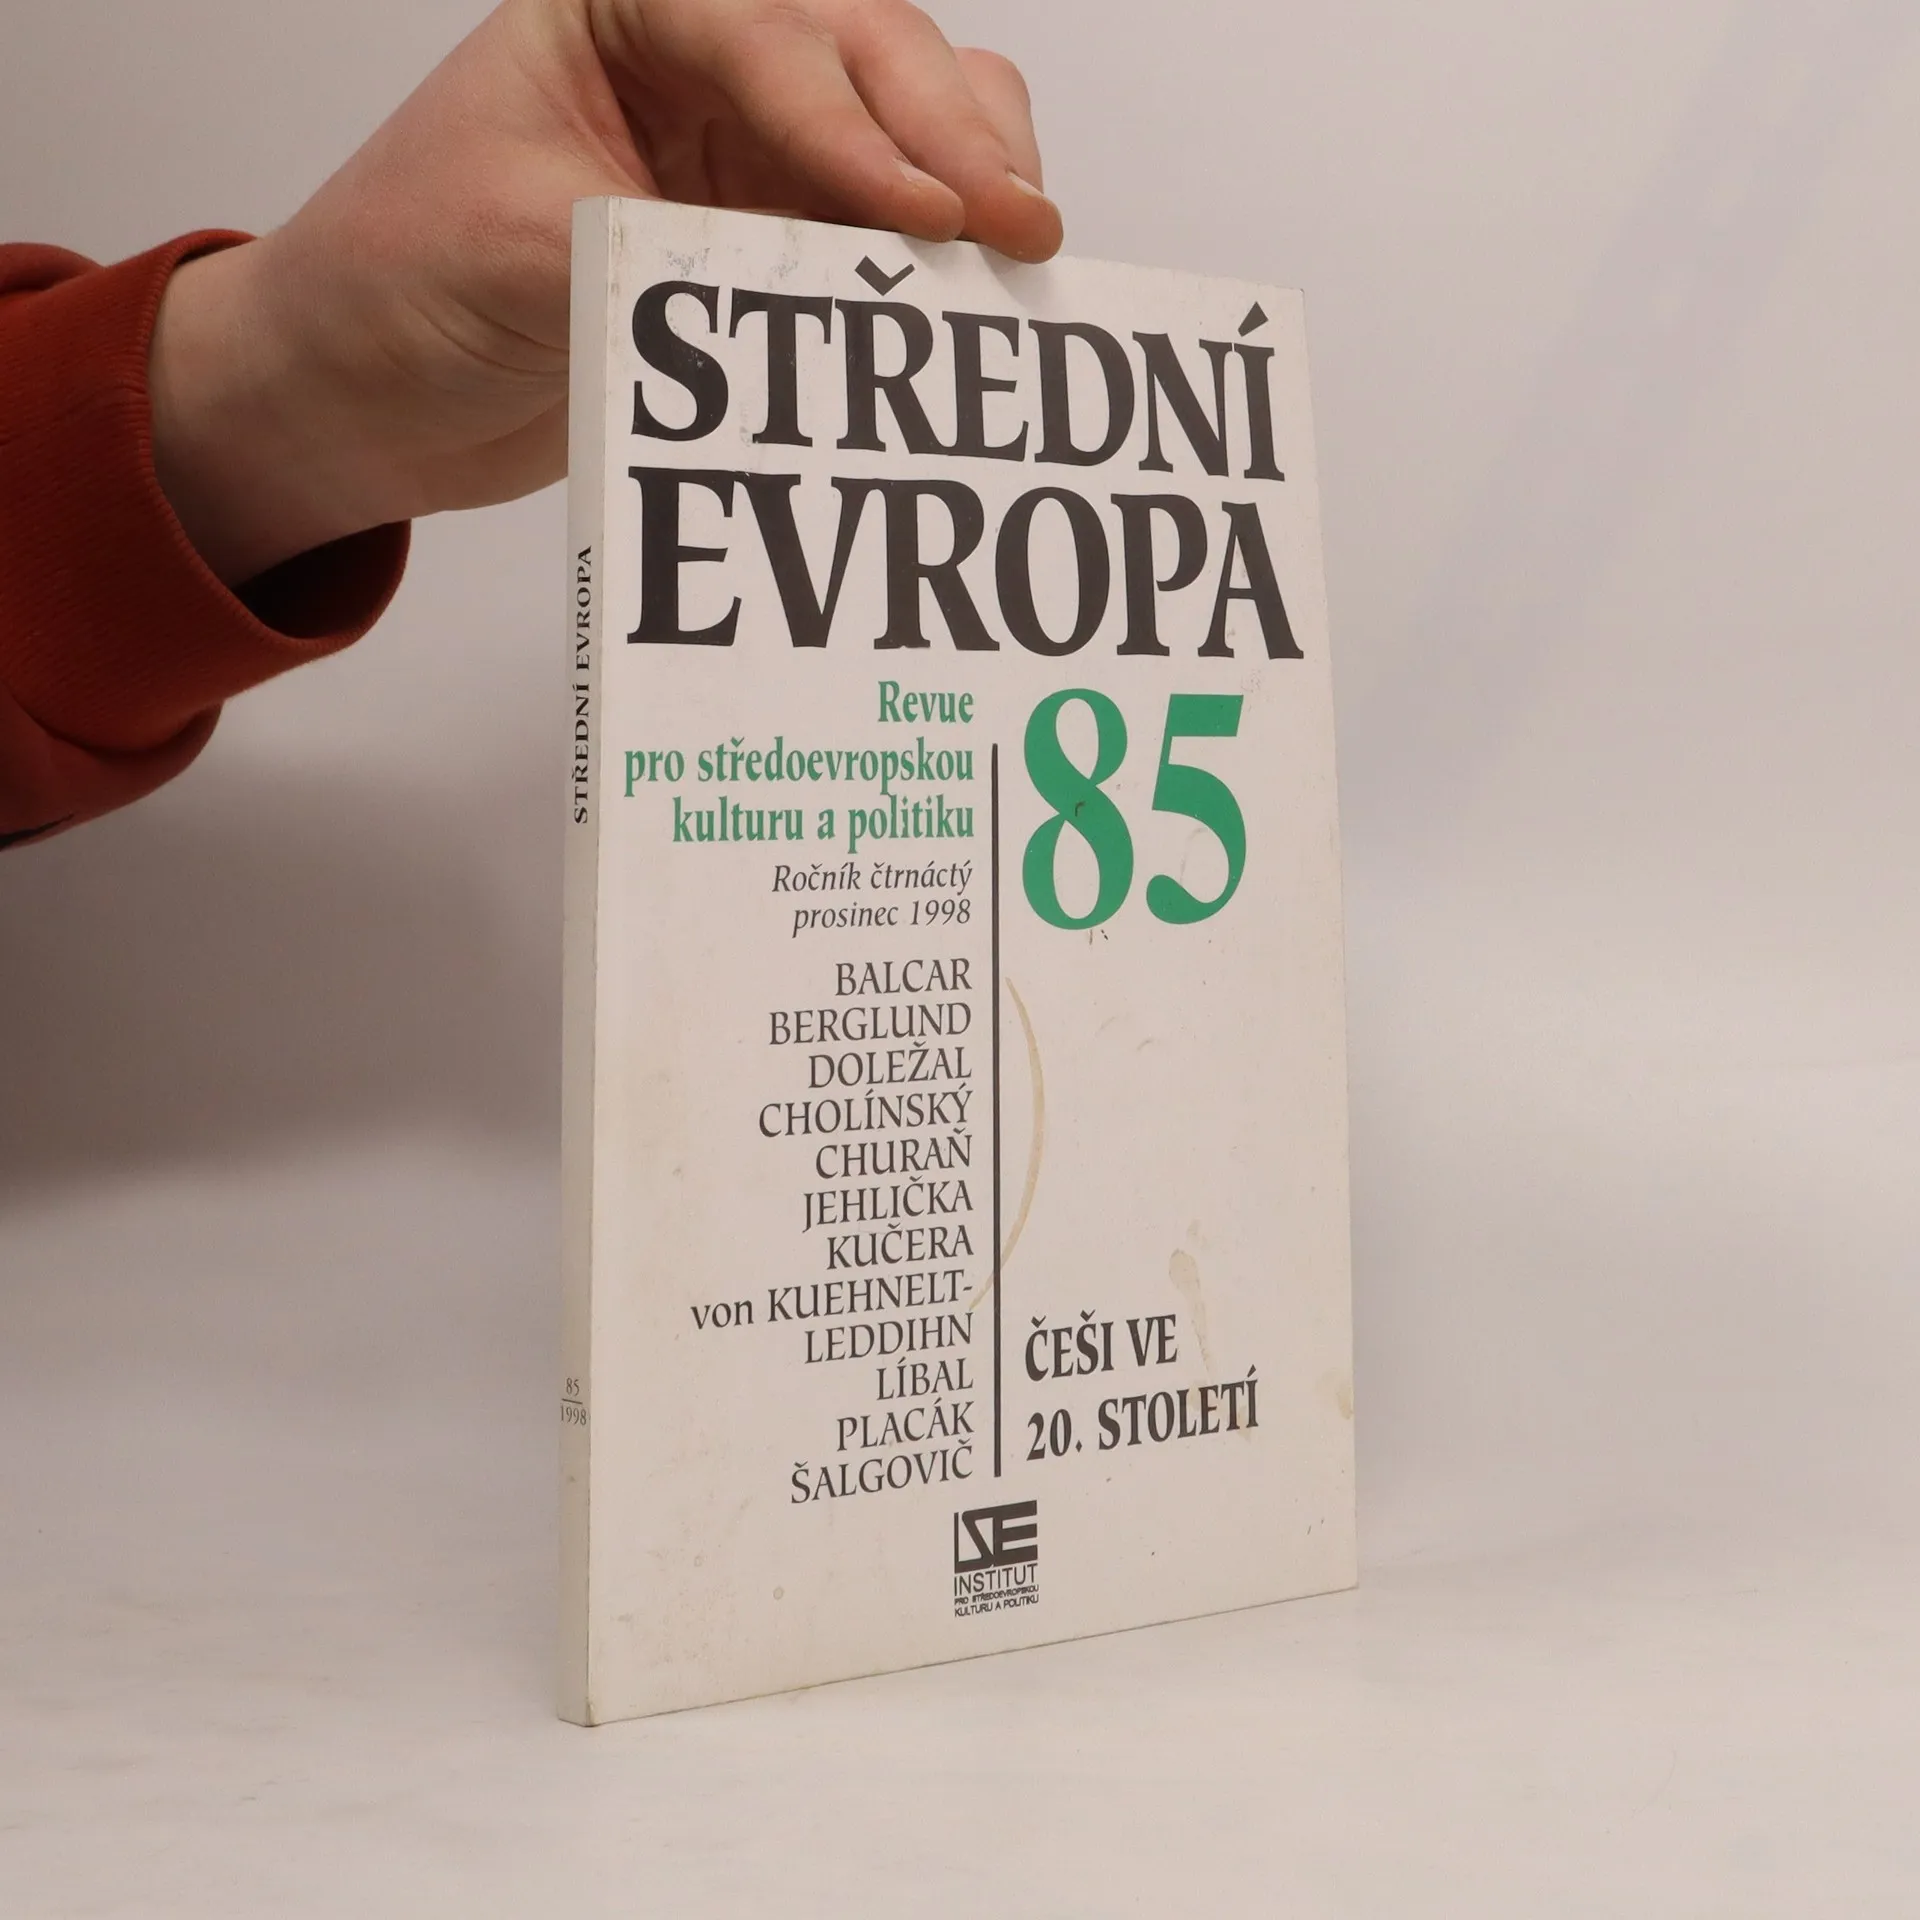 STŘEDNÍ
EVROPA
Revue
pro středoevropskou
kulturu a politiku
Ročník čtrnáctý
prosinec 1998
85
BALCAR
BERGLUND
DOLEŽAL
CHOLÍNSKÝ
CHURAŇ
JEHLIČKA
KUČERA
von KUEHNELT-
LEDDIHN
LÍBAL
PLACÁK
ŠALGOVIČ
ČEŠI VE
20. STOLETÍ
ISE
INSTITUT
PRO STŘEDOEVROPSKOU
KULTURU A POLITIKU
STŘEDNÍ EVROPA
85
1998